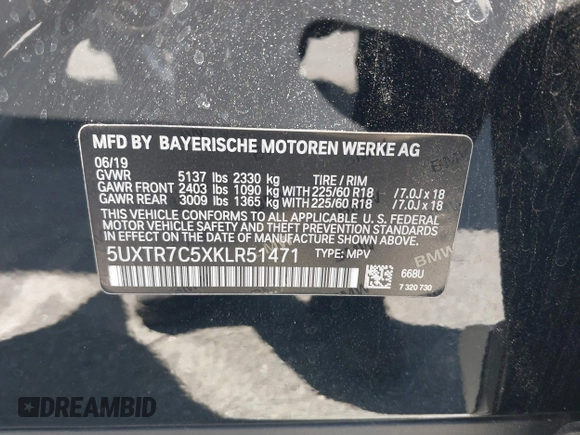 MFD BY BAYERISCHE MOTOREN WERKE AG
06/19
GVWR 5137 lbs 2330 kg TIRE / RIM
GAWR FRONT 2403 lbs 1090 kg WITH 225/60 R18 / 7.0J x 18
GAWR REAR 3009 lbs 1365 kg WITH 225/60 R18 / 7.0J x 18
THIS VEHICLE CONFORMS TO ALL APPLICABLE U. S. FEDERAL
MOTOR VEHICLE SAFETY AND THEFT PREVENTION STANDARDS
IN EFFECT ON THE DATE OF MANUFACTURE SHOWN ABOVE.
5UXTR7C5XKLR51471 TYPE: MPV
668U
7 320 730
BMW
DREAMBID